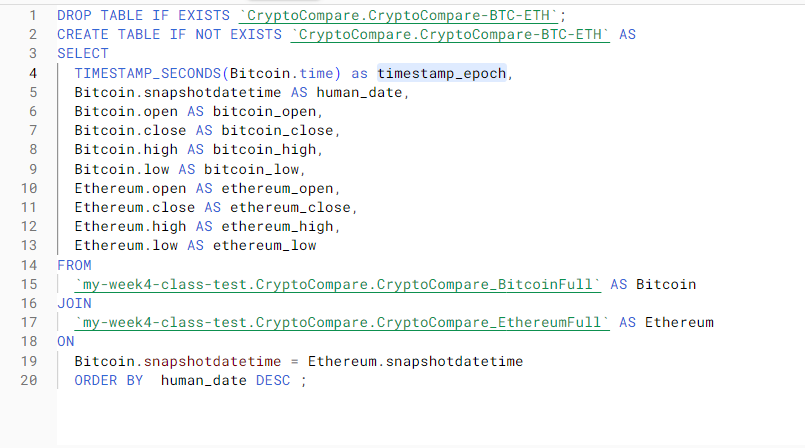 1 DROP TABLE IF EXISTS `CryptoCompare.CryptoCompare-BTC-ETH`;
2 CREATE TABLE IF NOT EXISTS `CryptoCompare.CryptoCompare-BTC-ETH` AS
3 SELECT
4 TIMESTAMP_SECONDS(Bitcoin.time) as timestamp_epoch,
5 Bitcoin.snapshotdatetime AS human_date,
6 Bitcoin.open AS bitcoin_open,
7 Bitcoin.close AS bitcoin_close,
8 Bitcoin.high AS bitcoin_high,
9 Bitcoin.low AS bitcoin_low,
10 Ethereum.open AS ethereum_open,
11 Ethereum.close AS ethereum_close,
12 Ethereum.high AS ethereum_high,
13 Ethereum.low AS ethereum_low
14 FROM
15 `my-week4-class-test.CryptoCompare.CryptoCompare_BitcoinFull` AS Bitcoin
16 JOIN
17 `my-week4-class-test.CryptoCompare.CryptoCompare_EthereumFull` AS Ethereum
18 ON
19 Bitcoin.snapshotdatetime = Ethereum.snapshotdatetime
20 ORDER BY  human_date DESC ;